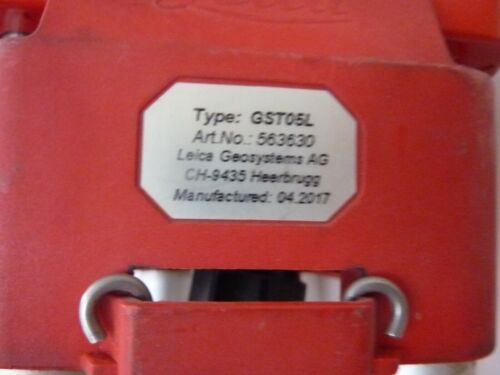 Type: GST05L
Art.No.: 563630
Leica Geosystems AG
CH-9435 Heerbrugg
Manufactured: 04.2017